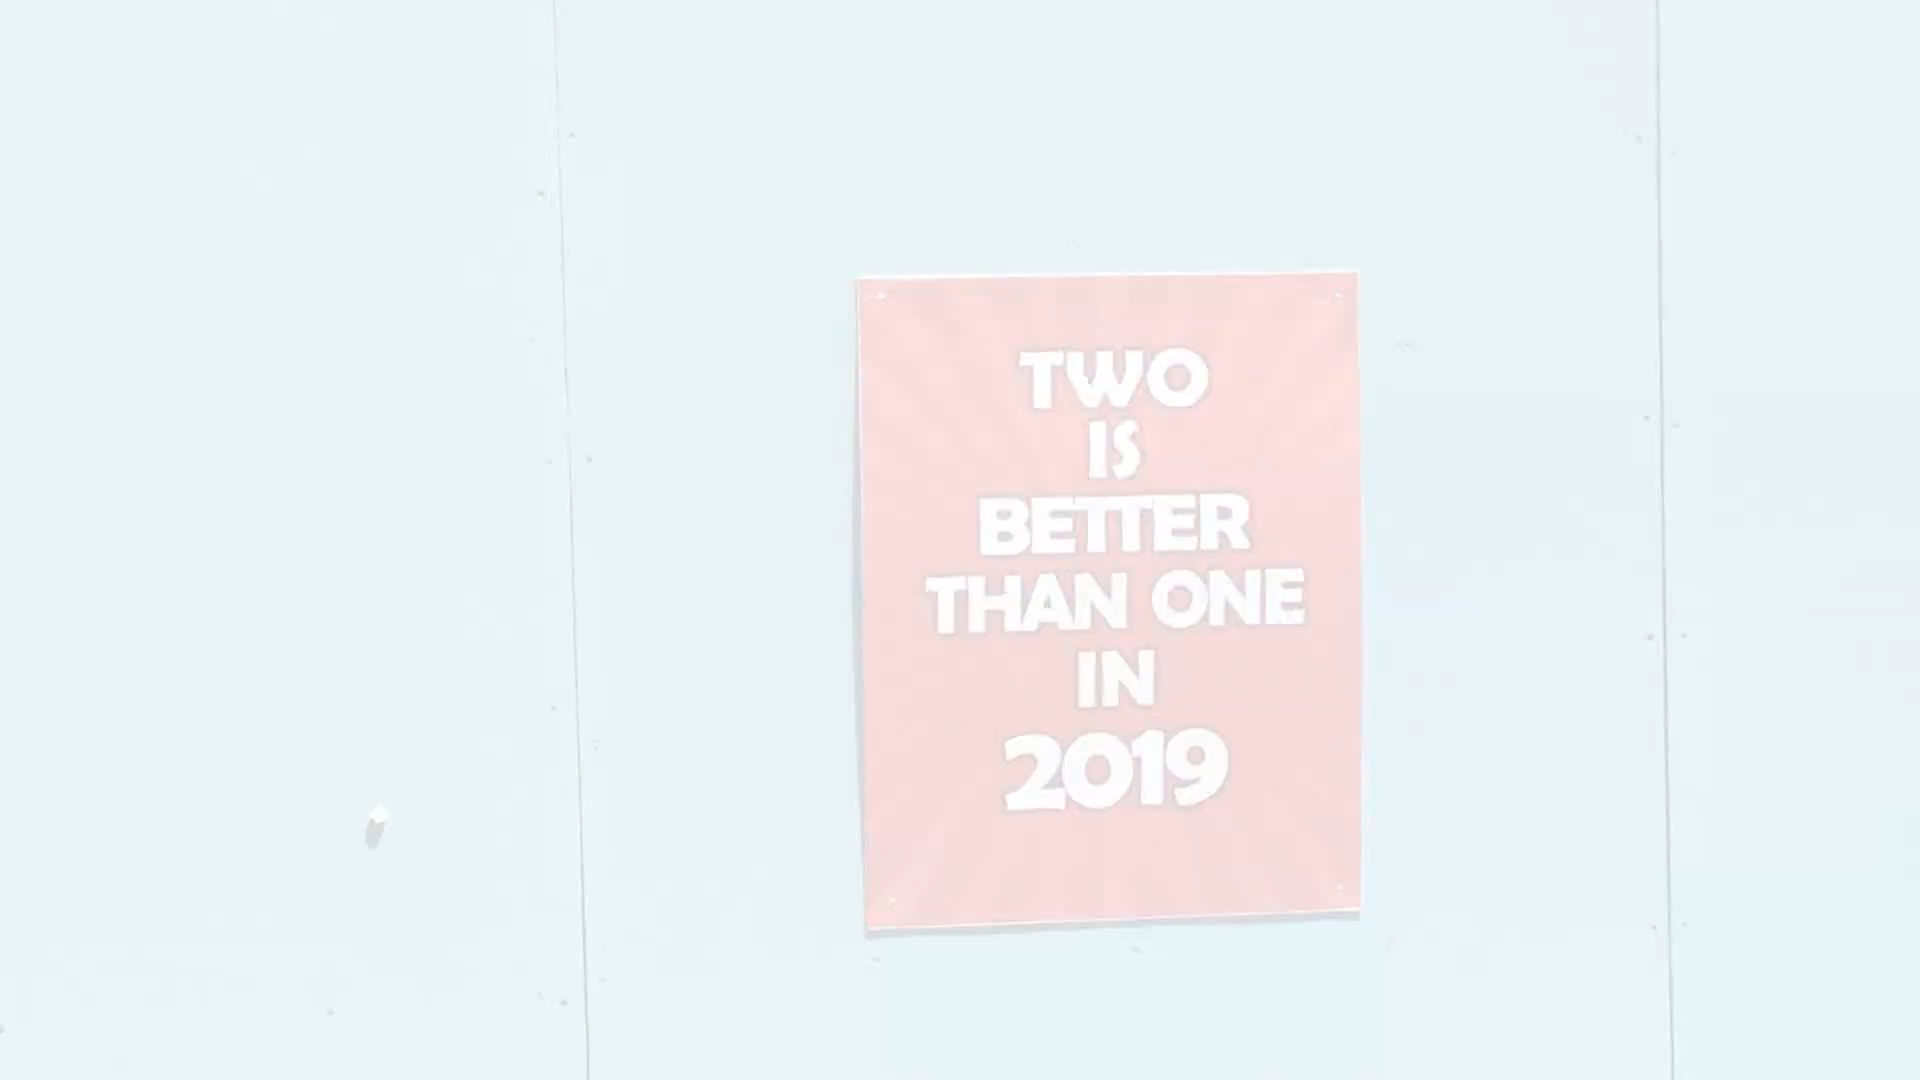 TWO
IS
BETTER
THAN ONE
IN
2019